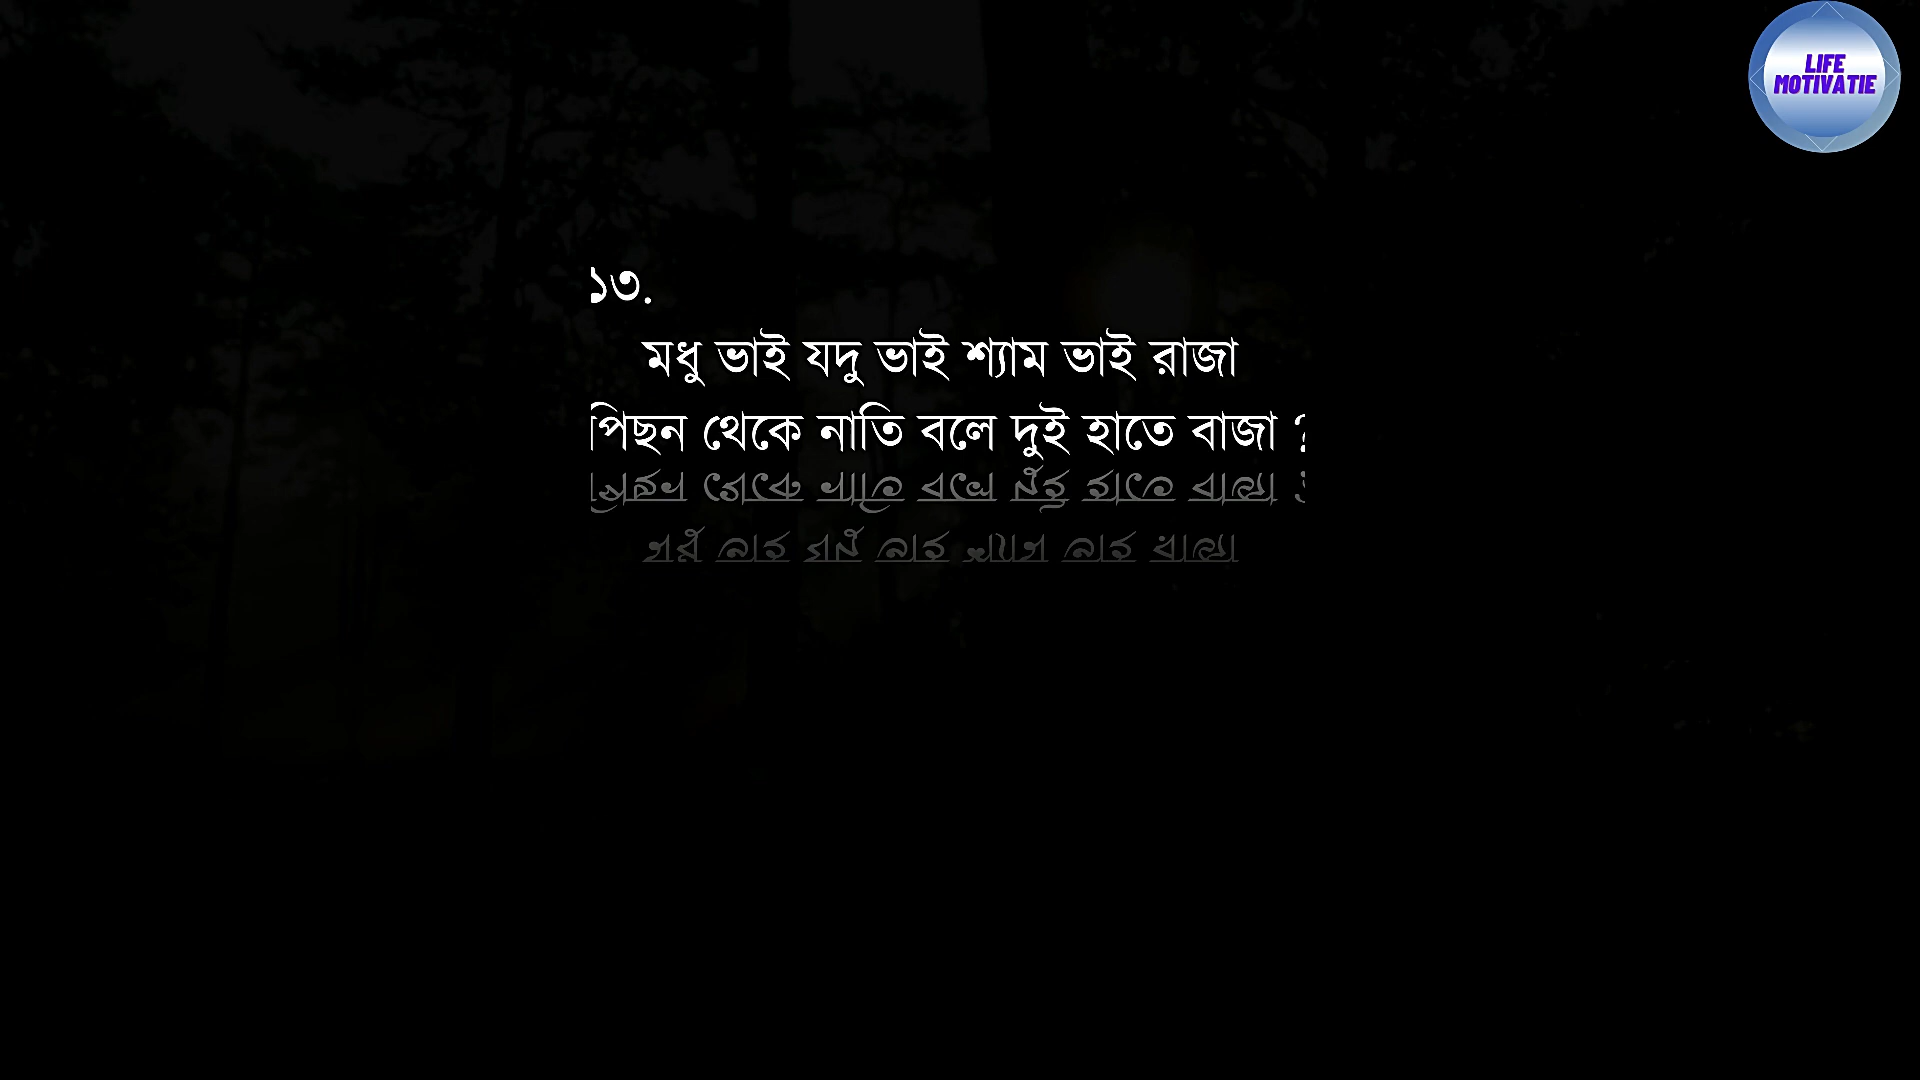 LIFE
MOTIVATIE
১৩.
মধু ভাই যদু ভাই শ্যাম ভাই রাজা
পিছন থেকে নাতি বলে দুই হাতে বাজা ?